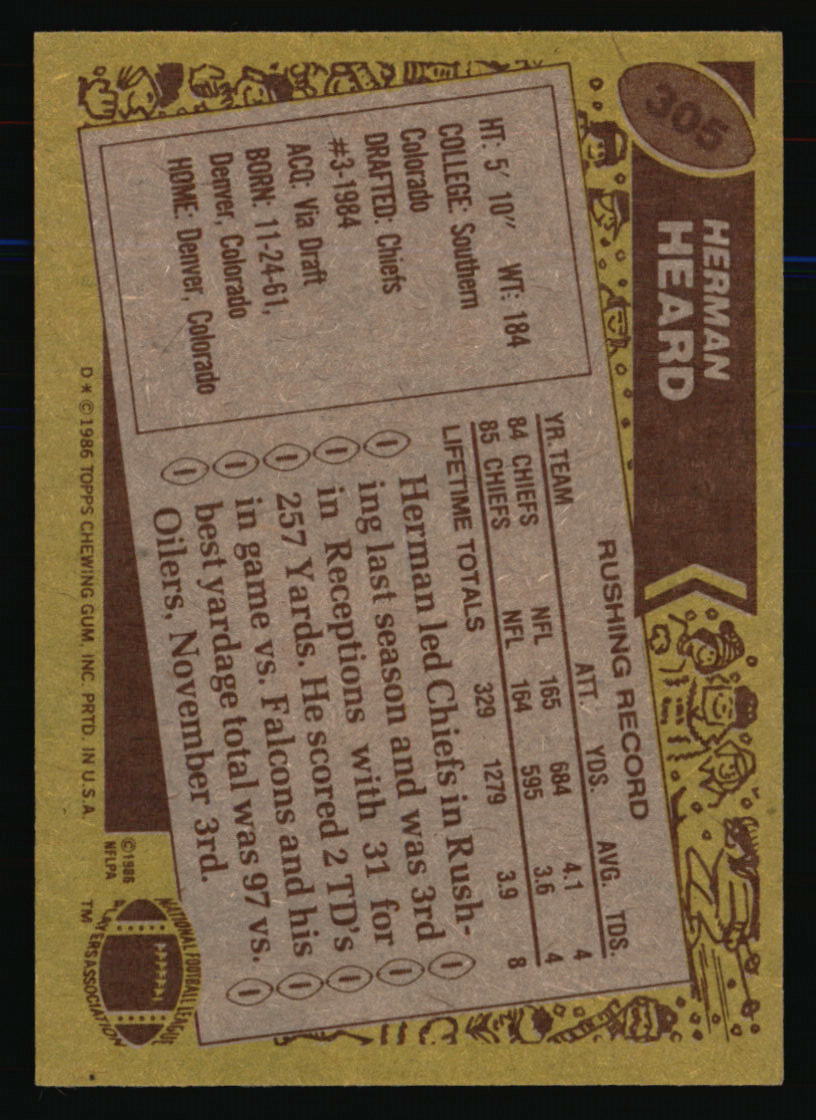 305
HERMAN
HEARD
HT: 5' 10" WT: 184
COLLEGE: Southern
Colorado
DRAFTED: Chiefs
#3-1984
ACQ: Via Draft
BORN: 11-24-61,
Denver, Colorado
HOME: Denver, Colorado
RUSHING RECORD
YR. TEAM ATT. YDS. AVG. TDS.
84 CHIEFS NFL 165 684 4.1 4
85 CHIEFS NFL 164 595 3.6 4
LIFETIME TOTALS 329 1279 3.9 8
Herman led Chiefs in Rush-
ing last season and was 3rd
in Receptions with 31 for
257 Yards. He scored 2 TD's
in game vs. Falcons and his
best yardage total was 97 vs.
Oilers, November 3rd.
D * © 1986 TOPPS CHEWING GUM, INC. PRTD. IN U.S.A.
© 1986
NFLPA
NATIONAL FOOTBALL LEAGUE
PLAYERS ASSOCIATION
TM